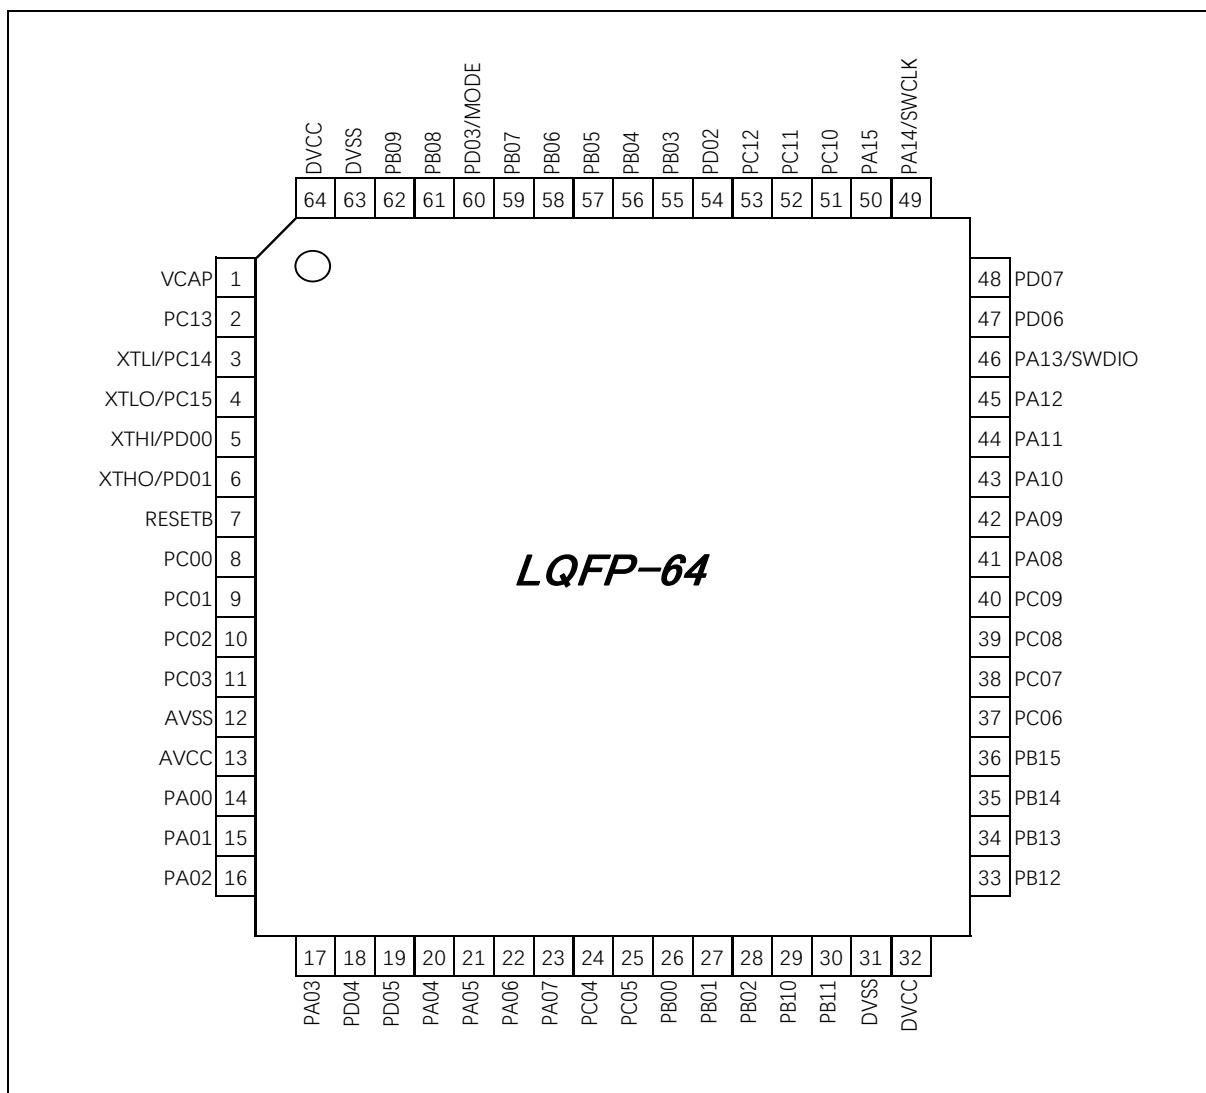 DVCC
DVSS
PB09
PB08
PD03/MODE
PB07
PB06
PB05
PB04
PB03
PD02
PC12
PC11
PC10
PA15
PA14/SWCLK
64 63 62 61 60 59 58 57 56 55 54 53 52 51 50 49
VCAP 1 48 PD07
PC13 2 47 PD06
XTLI/PC14 3 46 PA13/SWDIO
XTLO/PC15 4 45 PA12
XTHI/PD00 5 44 PA11
XTHO/PD01 6 43 PA10
RESETB 7 42 PA09
PC00 8 41 PA08
LQFP-64
PC01 9 40 PC09
PC02 10 39 PC08
PC03 11 38 PC07
AVSS 12 37 PC06
AVCC 13 36 PB15
PA00 14 35 PB14
PA01 15 34 PB13
PA02 16 33 PB12
17 18 19 20 21 22 23 24 25 26 27 28 29 30 31 32
PA03
PD04
PD05
PA04
PA05
PA06
PA07
PC04
PC05
PB00
PB01
PB02
PB10
PB11
DVSS
DVCC